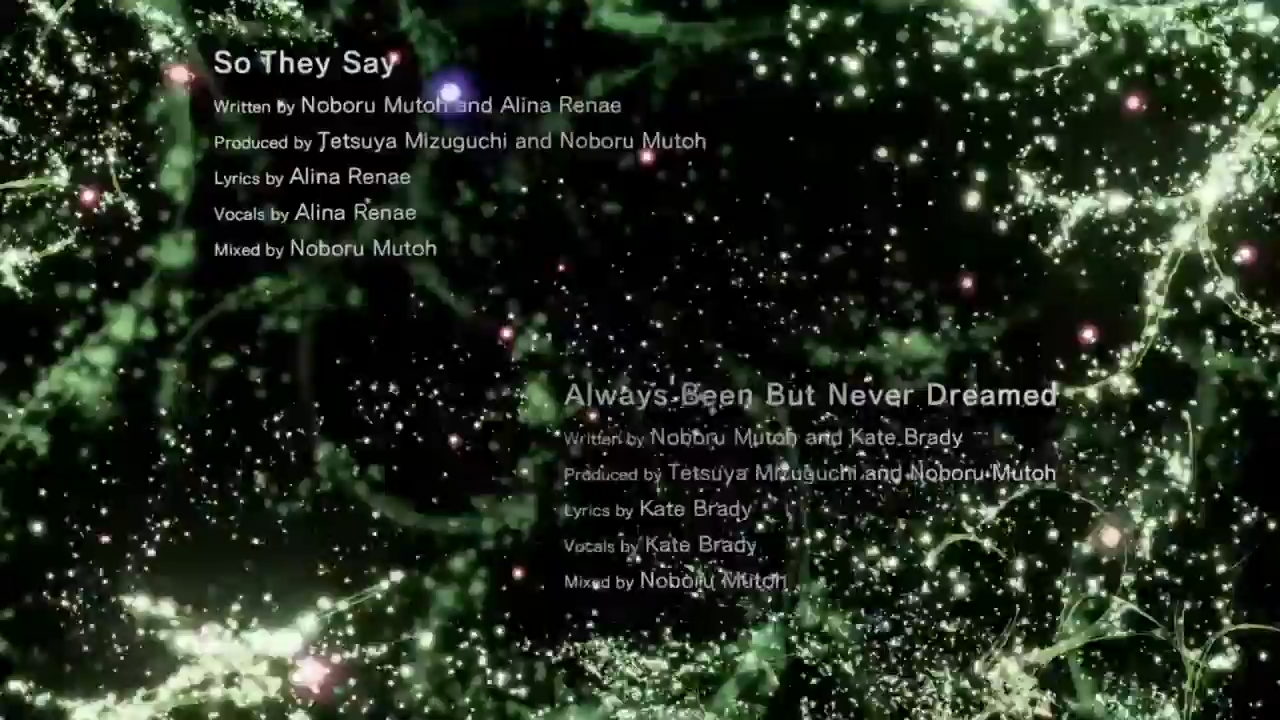 So They Say
Written by Noboru Mutoh and Alina Renae
Produced by Tetsuya Mizuguchi and Noboru Mutoh
Lyrics by Alina Renae
Vocals by Alina Renae
Mixed by Noboru Mutoh
Always Been But Never Dreamed
Written by Noboru Mutoh and Kate Brady
Produced by Tetsuya Mizuguchi and Noboru Mutoh
Lyrics by Kate Brady
Vocals by Kate Brady
Mixed by Noboru Mutoh